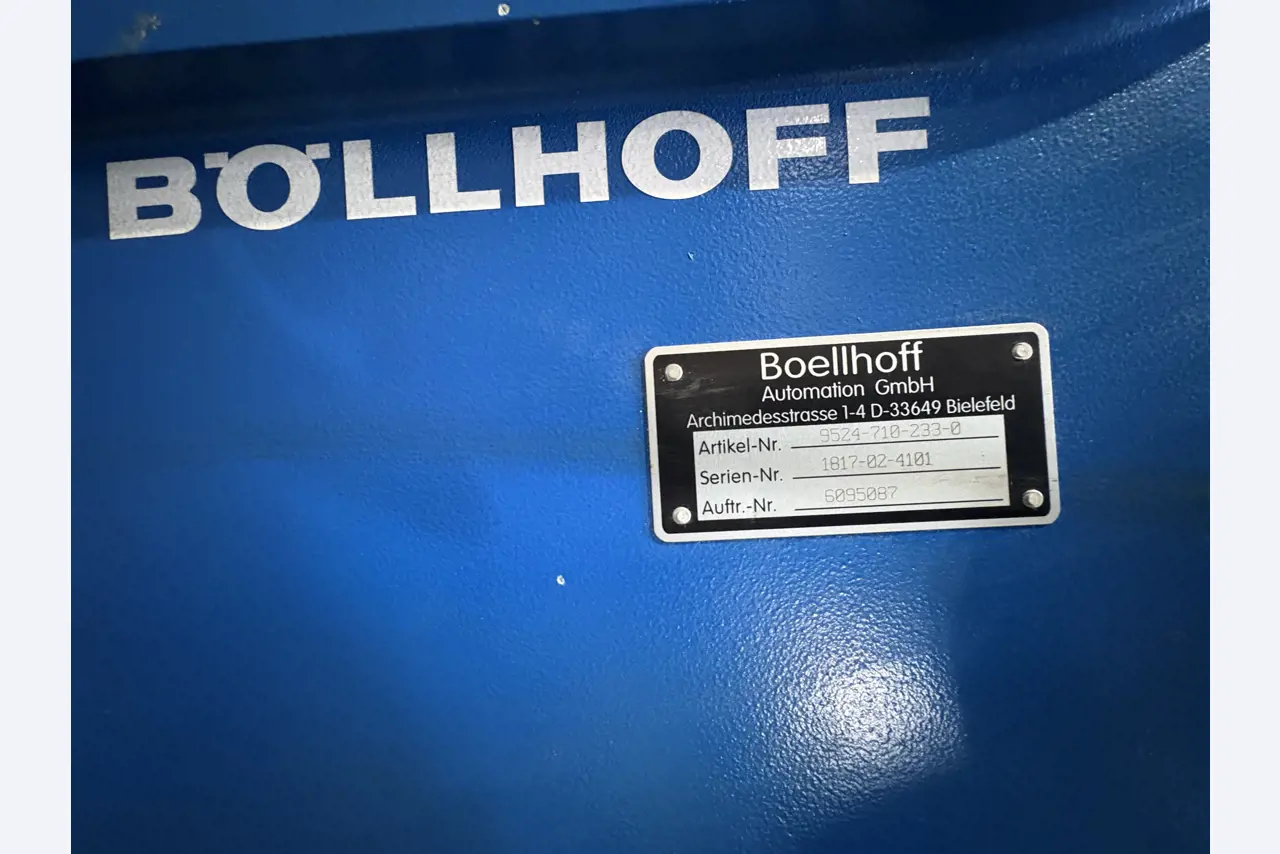 BÖLLHOFF
Boellhoff
Automation GmbH
Archimedesstrasse 1-4 D-33649 Bielefeld
Artikel-Nr. 9524-710-233-0
Serien-Nr. 1817-02-4101
Auftr.-Nr. 6095087